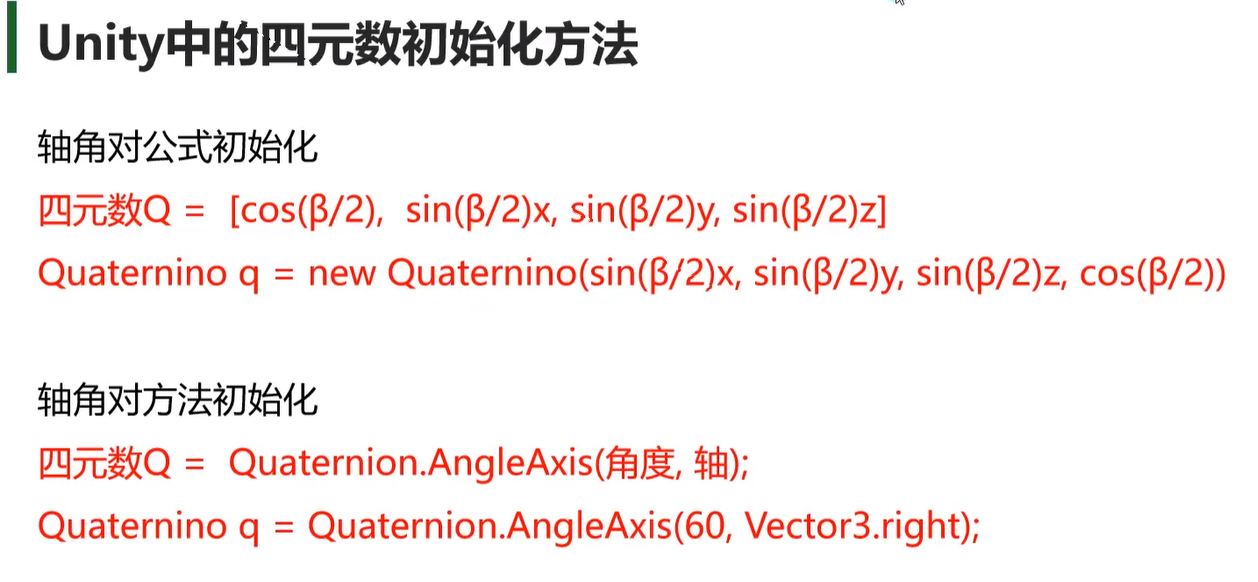 Unity中的四元数初始化方法
轴角对公式初始化
四元数Q = [cos(β/2), sin(β/2)x, sin(β/2)y, sin(β/2)z]
Quaternino q = new Quaternino(sin(β/2)x, sin(β/2)y, sin(β/2)z, cos(β/2))
轴角对方法初始化
四元数Q = Quaternion.AngleAxis(角度, 轴);
Quaternino q = Quaternion.AngleAxis(60, Vector3.right);